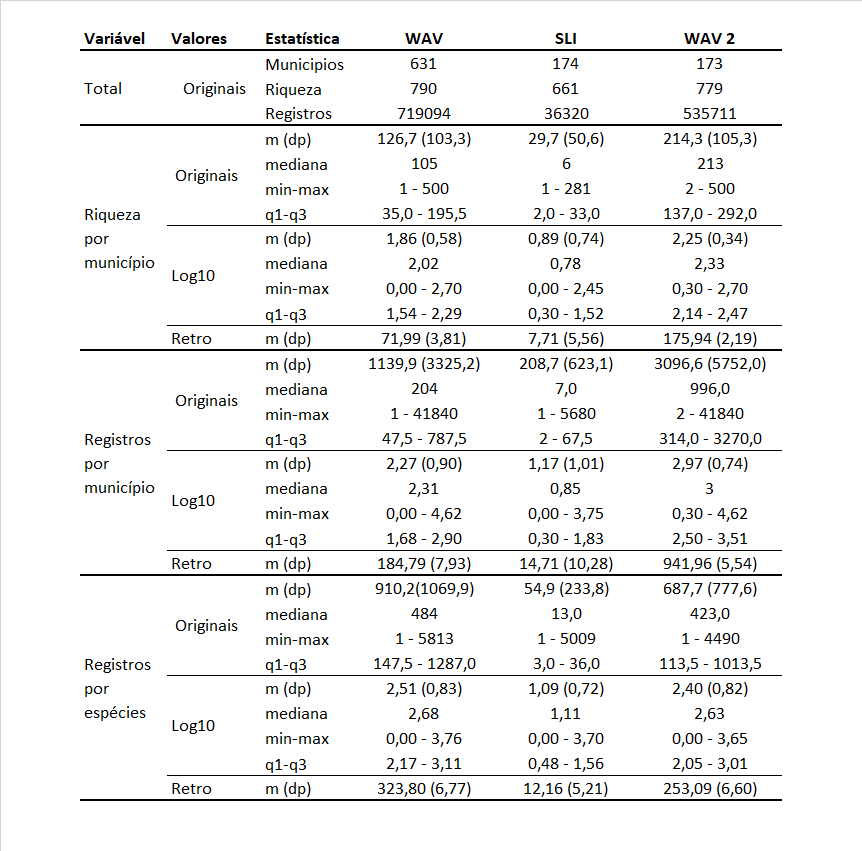 Variável Valores Estatística WAV SLI WAV 2
Total Originais Municipios 631 174 173
Riqueza 790 661 779
Registros 719094 36320 535711
Riqueza por município Originais m (dp) 126,7 (103,3) 29,7 (50,6) 214,3 (105,3)
mediana 105 6 213
min-max 1 - 500 1 - 281 2 - 500
q1-q3 35,0 - 195,5 2,0 - 33,0 137,0 - 292,0
Log10 m (dp) 1,86 (0,58) 0,89 (0,74) 2,25 (0,34)
mediana 2,02 0,78 2,33
min-max 0,00 - 2,70 0,00 - 2,45 0,30 - 2,70
q1-q3 1,54 - 2,29 0,30 - 1,52 2,14 - 2,47
Retro m (dp) 71,99 (3,81) 7,71 (5,56) 175,94 (2,19)
Registros por município Originais m (dp) 1139,9 (3325,2) 208,7 (623,1) 3096,6 (5752,0)
mediana 204 7,0 996,0
min-max 1 - 41840 1 - 5680 2 - 41840
q1-q3 47,5 - 787,5 2 - 67,5 314,0 - 3270,0
Log10 m (dp) 2,27 (0,90) 1,17 (1,01) 2,97 (0,74)
mediana 2,31 0,85 3
min-max 0,00 - 4,62 0,00 - 3,75 0,30 - 4,62
q1-q3 1,68 - 2,90 0,30 - 1,83 2,50 - 3,51
Retro m (dp) 184,79 (7,93) 14,71 (10,28) 941,96 (5,54)
Registros por espécies Originais m (dp) 910,2(1069,9) 54,9 (233,8) 687,7 (777,6)
mediana 484 13,0 423,0
min-max 1 - 5813 1 - 5009 1 - 4490
q1-q3 147,5 - 1287,0 3,0 - 36,0 113,5 - 1013,5
Log10 m (dp) 2,51 (0,83) 1,09 (0,72) 2,40 (0,82)
mediana 2,68 1,11 2,63
min-max 0,00 - 3,76 0,00 - 3,70 0,00 - 3,65
q1-q3 2,17 - 3,11 0,48 - 1,56 2,05 - 3,01
Retro m (dp) 323,80 (6,77) 12,16 (5,21) 253,09 (6,60)